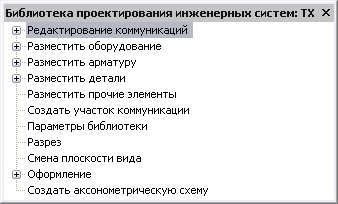 Библиотека проектирования инженерных систем: ТХ
Редактирование коммуникаций
Разместить оборудование
Разместить арматуру
Разместить детали
Разместить прочие элементы
Создать участок коммуникации
Параметры библиотеки
Разрез
Смена плоскости вида
Оформление
Создать аксонометрическую схему